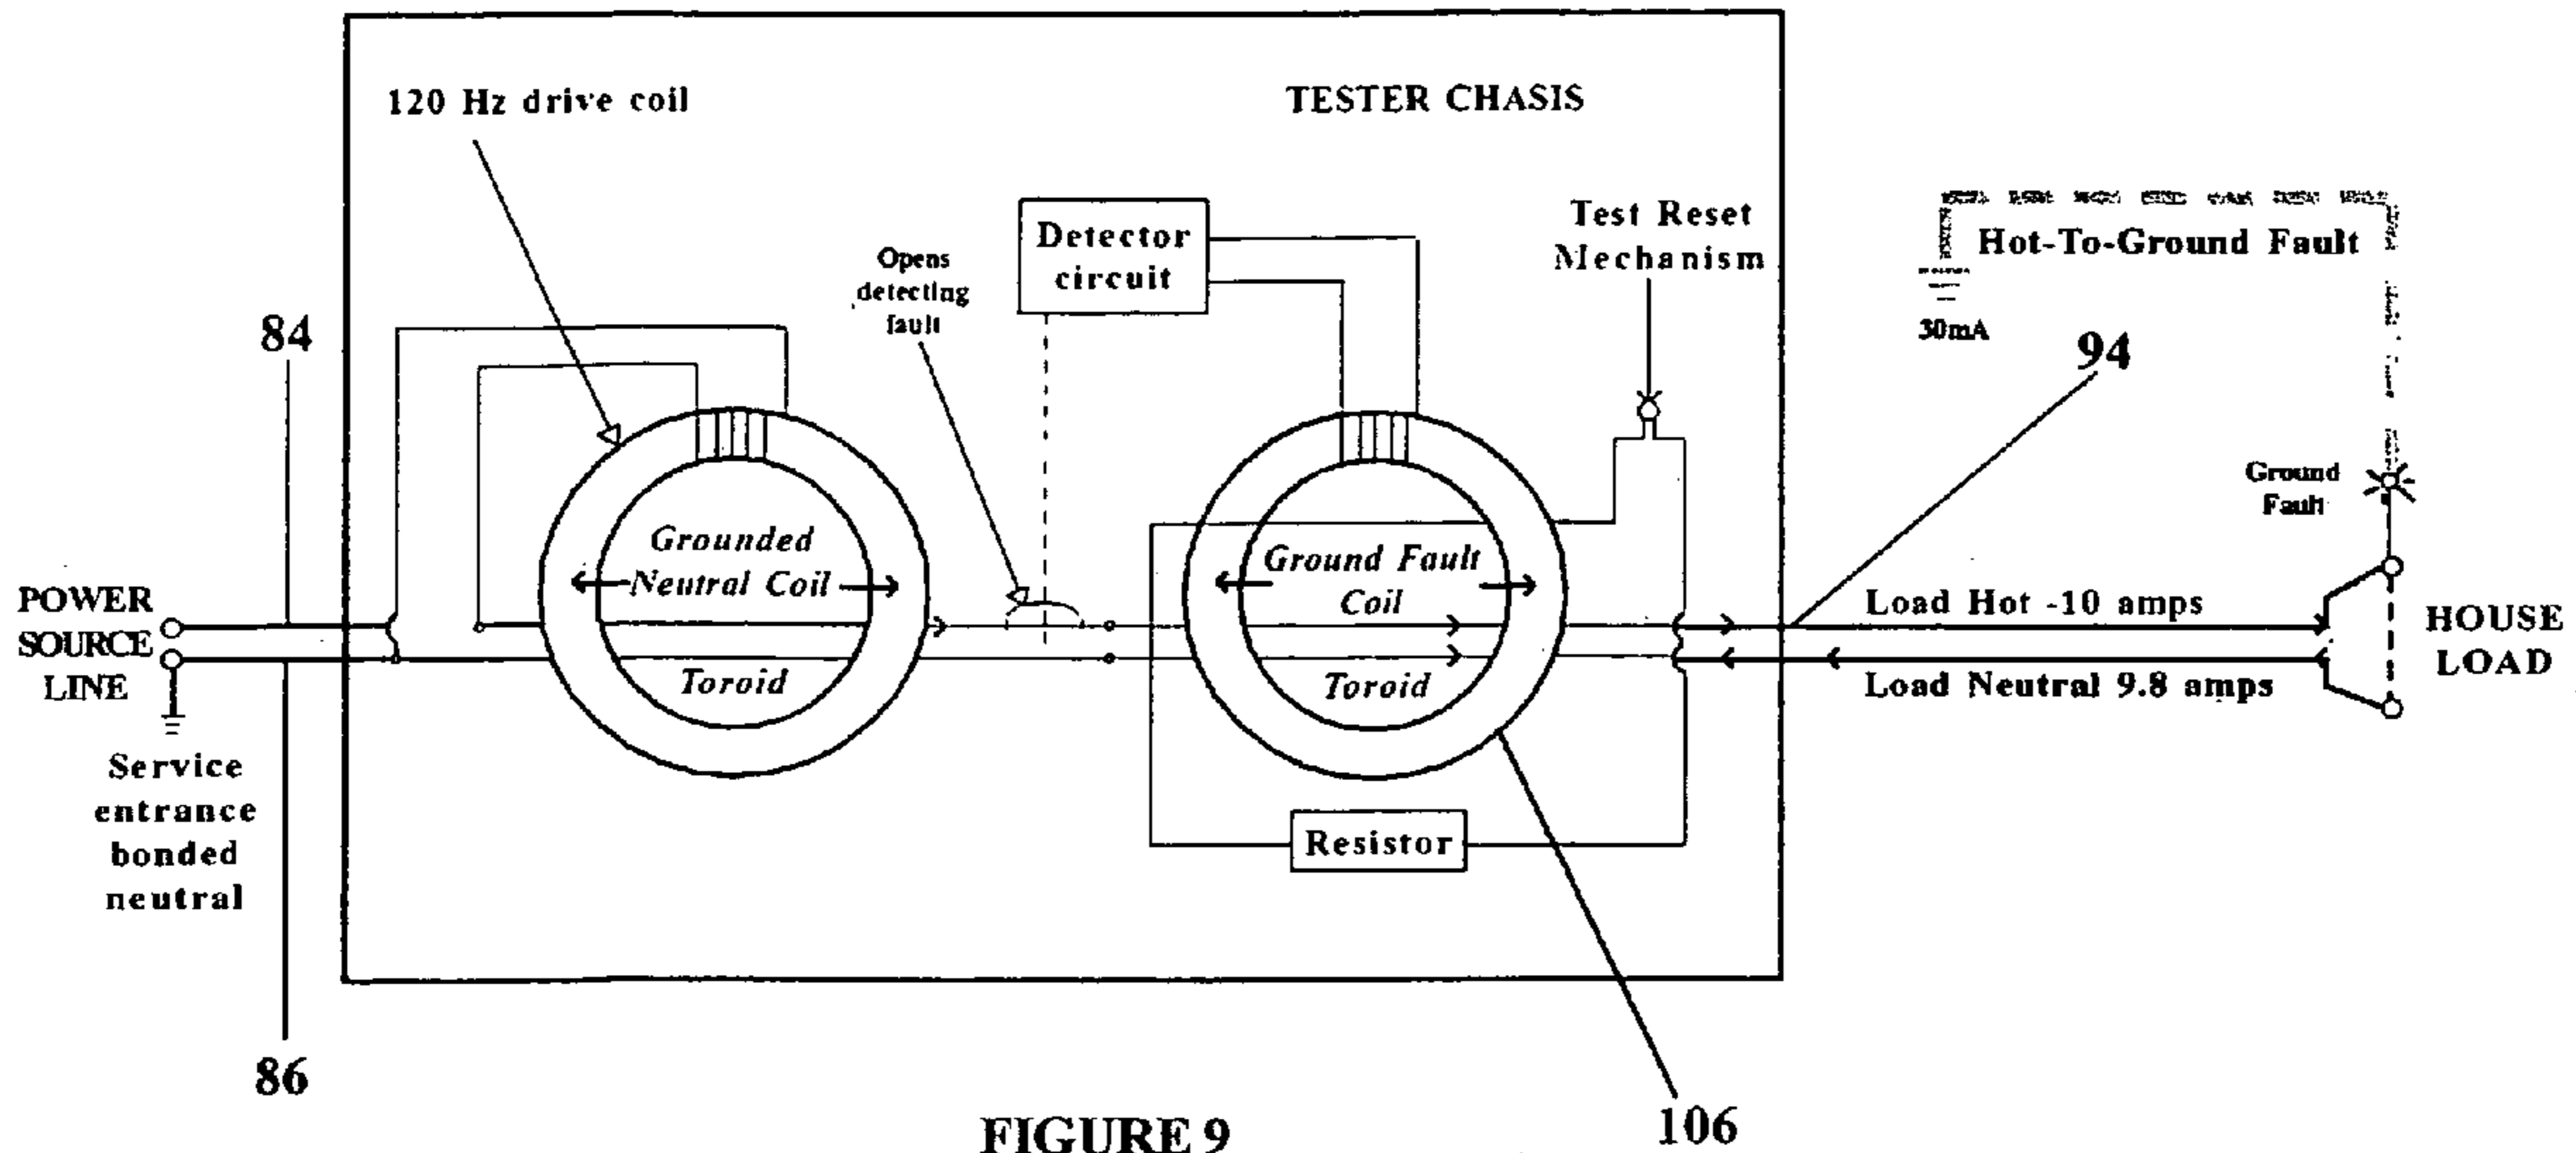 120 Hz drive coil
TESTER CHASIS
Detector
circuit
Test Reset
Mechanism
Opens
detecting
fault
Hot-To-Ground Fault
30mA
84
94
Ground
Fault
Grounded
Neutral Coil
Toroid
Ground Fault
Coil
Toroid
POWER
SOURCE
LINE
Load Hot -10 amps
Load Neutral 9.8 amps
HOUSE
LOAD
Service
entrance
bonded
neutral
Resistor
86
106
FIGURE 9